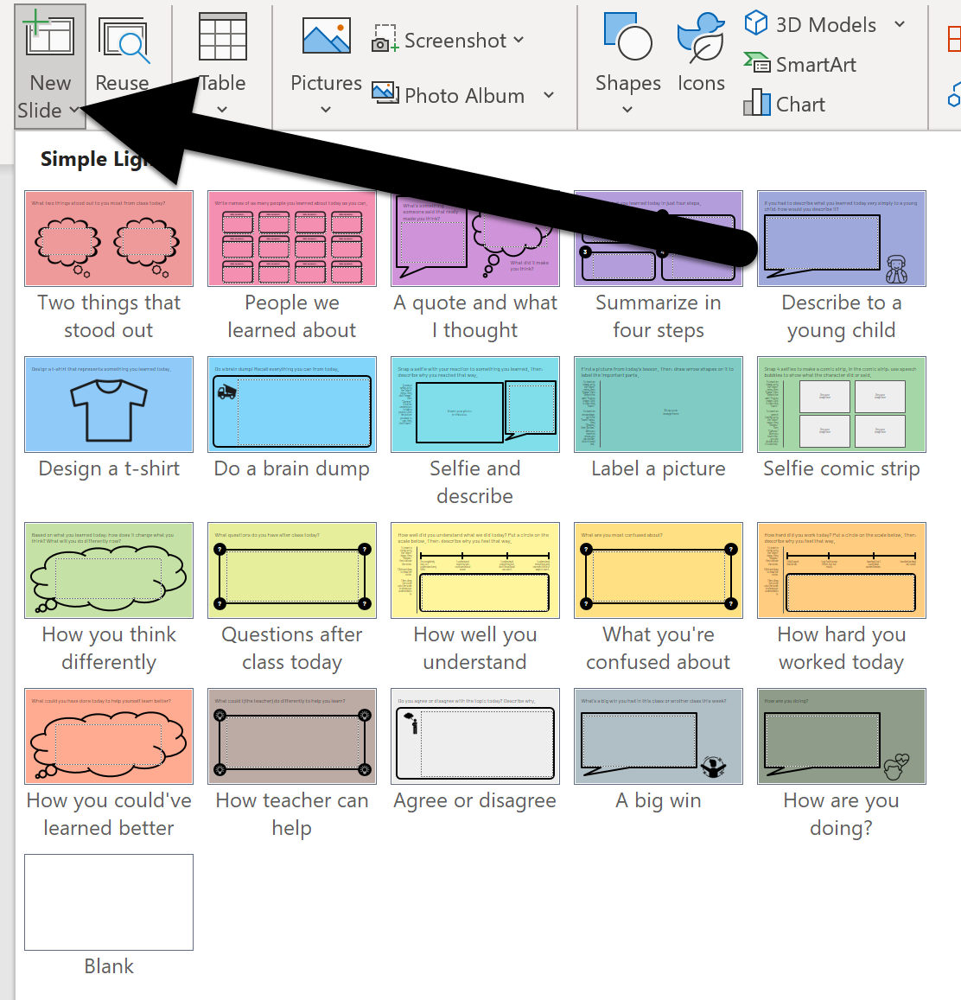 New
Slide
Reuse
Table
Pictures
Screenshot
Photo Album
Shapes
Icons
3D Models
SmartArt
Chart
Simple
What two things stood out to you most from class today?
Write names of as many people you learned about today as you can.
someone said that really
made you think?
What did it make
you think?
you learned today in just four steps.
3
If you had to describe what you learned today very simply to a young
child, how would you describe it?
Two things that
stood out
People we
learned about
A quote and what
I thought
Summarize in
four steps
Describe to a
young child
Design a t-shirt that represents something you learned today.
Do a brain dump! Recall everything you can from today.
Snap a selfie with your reaction to something you learned. Then,
describe why you reacted that way.
Find a picture from today's lesson. Then, draw arrow shapes on it to
label the important parts.
Snap 4 selfies to make a comic strip. In the comic strip, use speech
bubbles to show what the character did or said.
Design a t-shirt
Do a brain dump
Selfie and
describe
Label a picture
Selfie comic strip
Based on what you learned today, how does it change what you
think? What will you do differently now?
What questions do you have after class today?
? ?
? ?
How well did you understand what we did today? Put a circle on the
scale below. Then, describe why you feel that way.
What are you most confused about?
? ?
? ?
How hard did you work today? Put a circle on the scale below. Then,
describe why you feel that way.
How you think
differently
Questions after
class today
How well you
understand
What you're
confused about
How hard you
worked today
What could you have done today to help yourself learn better?
What could I (the teacher) do differently to help you learn?
Do you agree or disagree with the topic today? Describe why.
What's a big win you had in this class or another class this week?
How are you doing?
How you could've
learned better
How teacher can
help
Agree or disagree
A big win
How are you
doing?
Blank